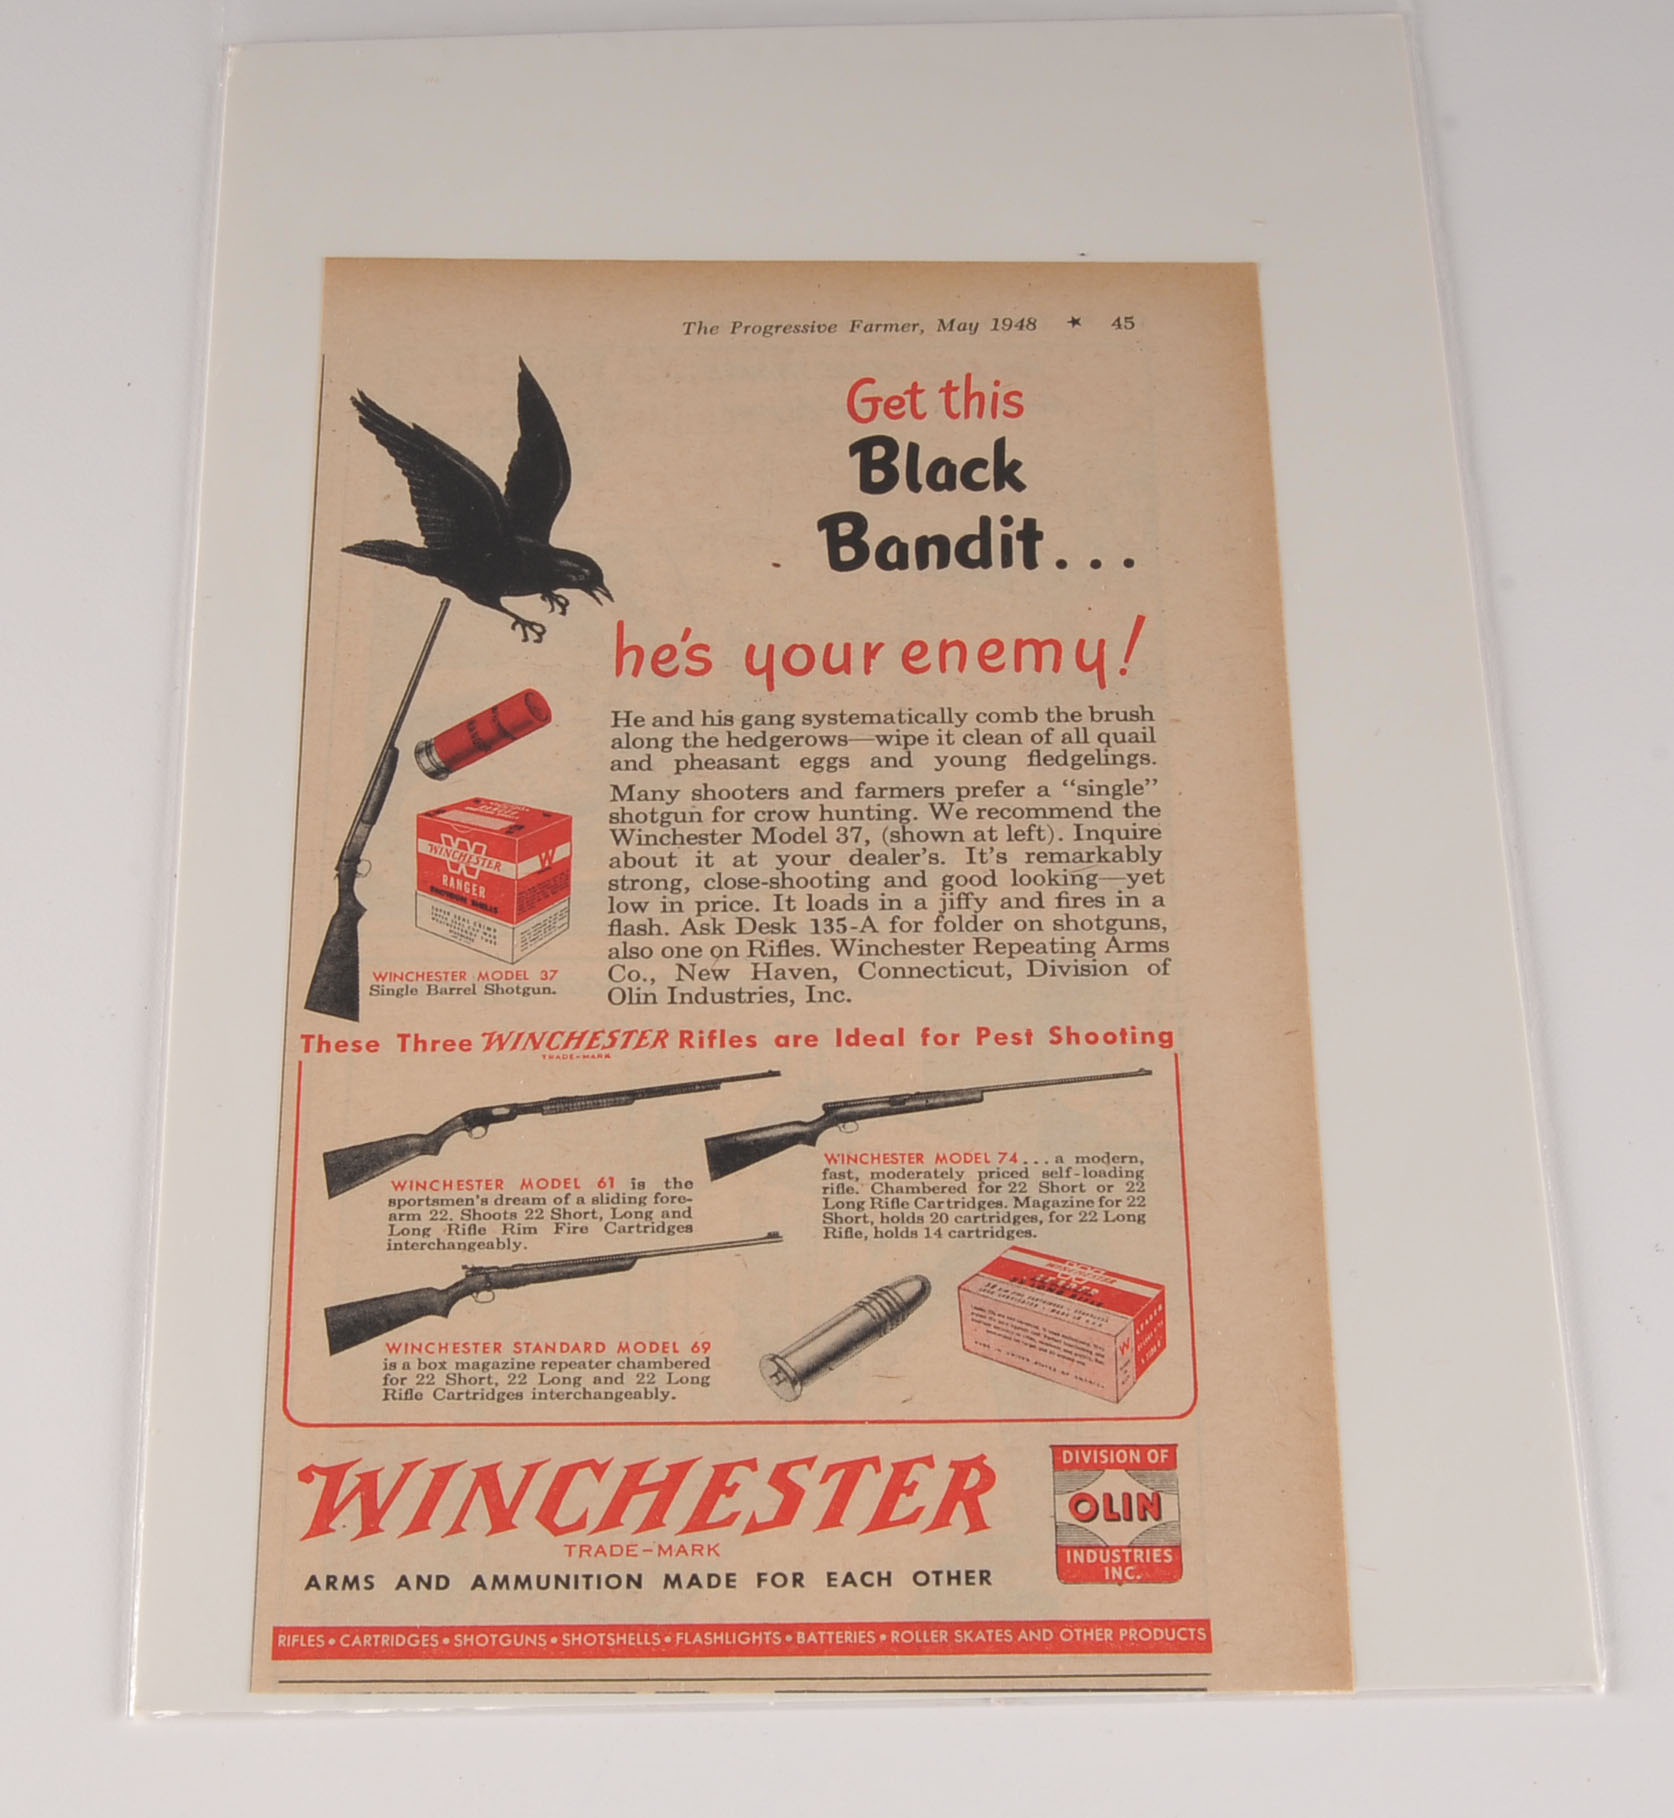 The Progressive Farmer, May 1948 ★ 45
Get this
Black
Bandit...
he's your enemy!
He and his gang systematically comb the brush
along the hedgerows—wipe it clean of all quail
and pheasant eggs and young fledgelings.
Many shooters and farmers prefer a "single"
shotgun for crow hunting. We recommend the
Winchester Model 37, (shown at left). Inquire
about it at your dealer's. It's remarkably
strong, close-shooting and good looking—yet
low in price. It loads in a jiffy and fires in a
flash. Ask Desk 135-A for folder on shotguns,
also one on Rifles. Winchester Repeating Arms
Co., New Haven, Connecticut, Division of
Olin Industries, Inc.
W
WINCHESTER
RANGER
SHOTGUN SHELLS
W
WINCHESTER MODEL 37
Single Barrel Shotgun.
These Three WINCHESTER Rifles are Ideal for Pest Shooting
TRADE-MARK
WINCHESTER MODEL 61 is the
sportsmen's dream of a sliding fore-
arm 22. Shoots 22 Short, Long and
Long Rifle Rim Fire Cartridges
interchangeably.
WINCHESTER MODEL 74...a modern,
fast, moderately priced self-loading
rifle. Chambered for 22 Short or 22
Long Rifle Cartridges. Magazine for 22
Short, holds 20 cartridges, for 22 Long
Rifle, holds 14 cartridges.
WINCHESTER STANDARD MODEL 69
is a box magazine repeater chambered
for 22 Short, 22 Long and 22 Long
Rifle Cartridges interchangeably.
H
WINCHESTER
LEADER
22 LONG RIFLE
W
WINCHESTER
TRADE-MARK
ARMS AND AMMUNITION MADE FOR EACH OTHER
DIVISION OF
OLIN
INDUSTRIES
INC.
RIFLES • CARTRIDGES • SHOTGUNS • SHOTSHELLS • FLASHLIGHTS • BATTERIES • ROLLER SKATES AND OTHER PRODUCTS